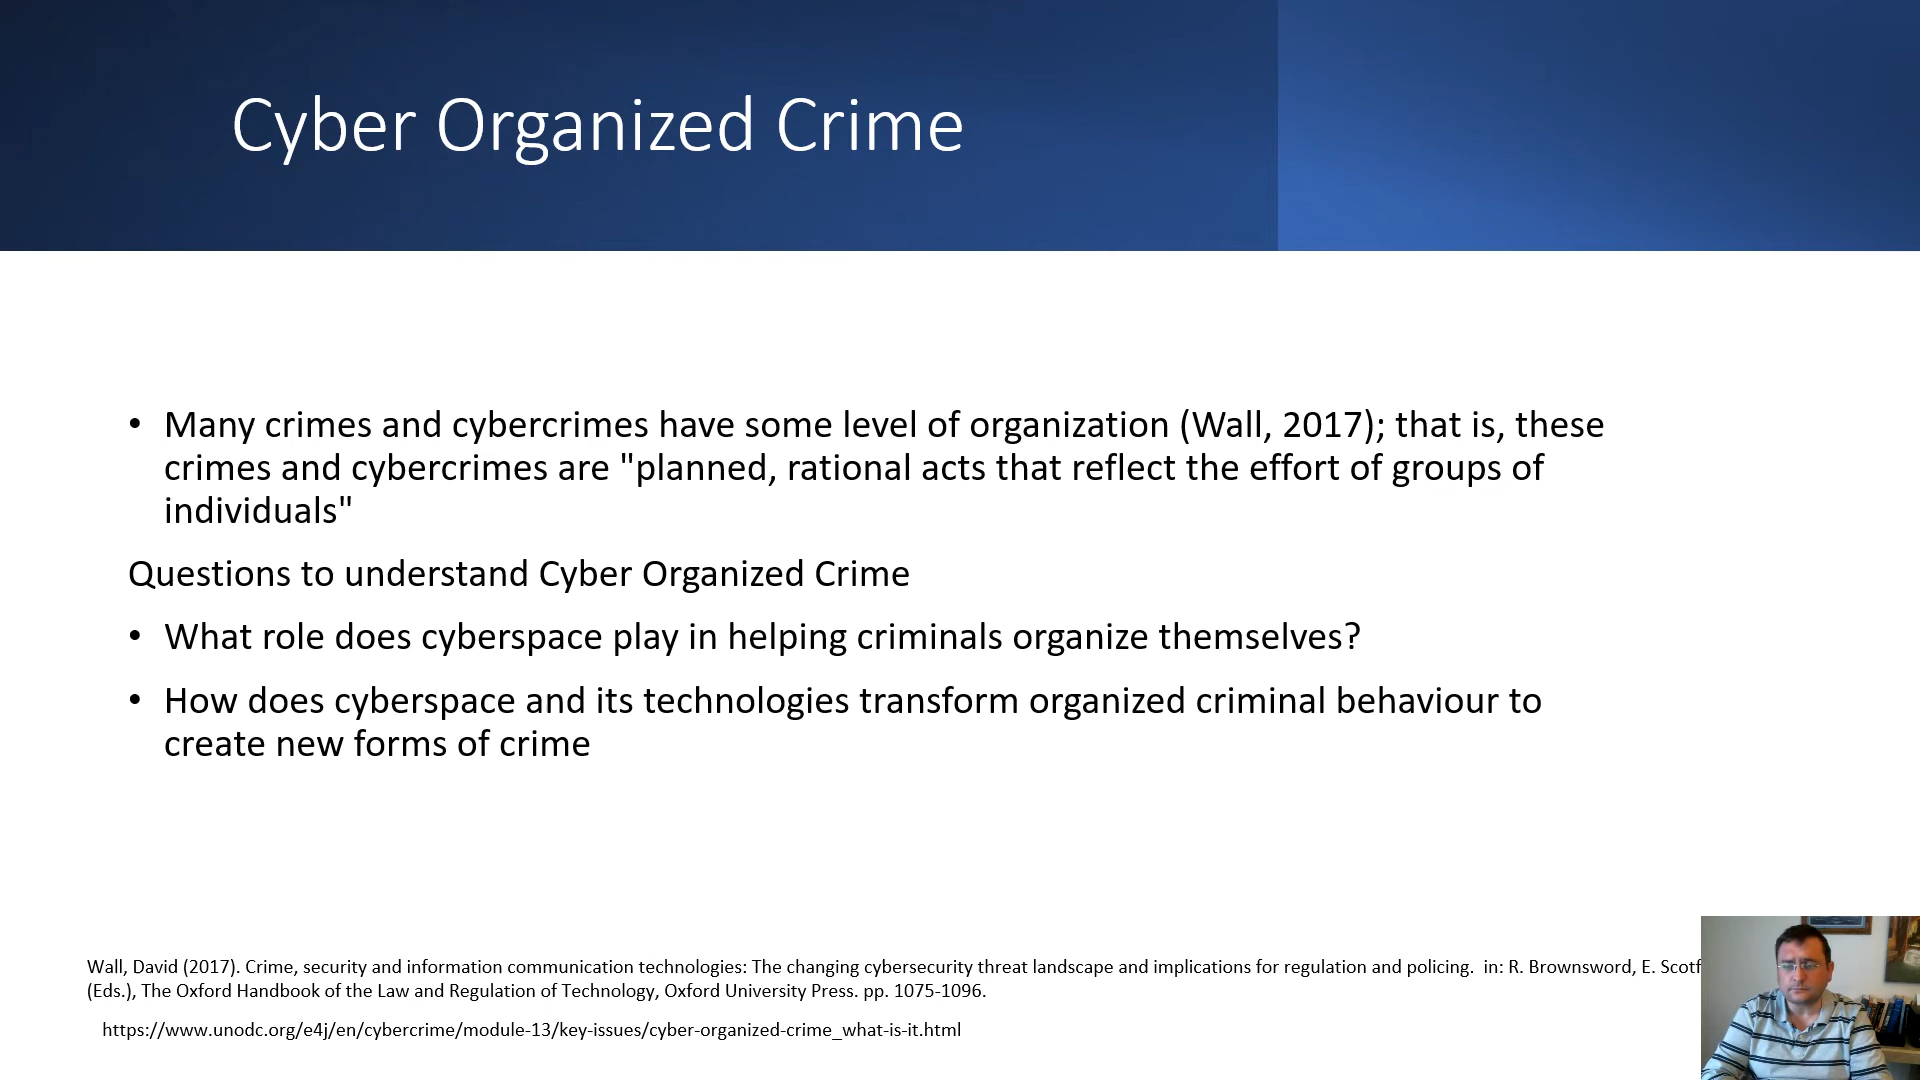 Cyber Organized Crime
• Many crimes and cybercrimes have some level of organization (Wall, 2017); that is, these
crimes and cybercrimes are "planned, rational acts that reflect the effort of groups of
individuals"
Questions to understand Cyber Organized Crime
• What role does cyberspace play in helping criminals organize themselves?
• How does cyberspace and its technologies transform organized criminal behaviour to
create new forms of crime
Wall, David (2017). Crime, security and information communication technologies: The changing cybersecurity threat landscape and implications for regulation and policing.  in: R. Brownsword, E. Scotf
(Eds.), The Oxford Handbook of the Law and Regulation of Technology, Oxford University Press. pp. 1075-1096.
https://www.unodc.org/e4j/en/cybercrime/module-13/key-issues/cyber-organized-crime_what-is-it.html